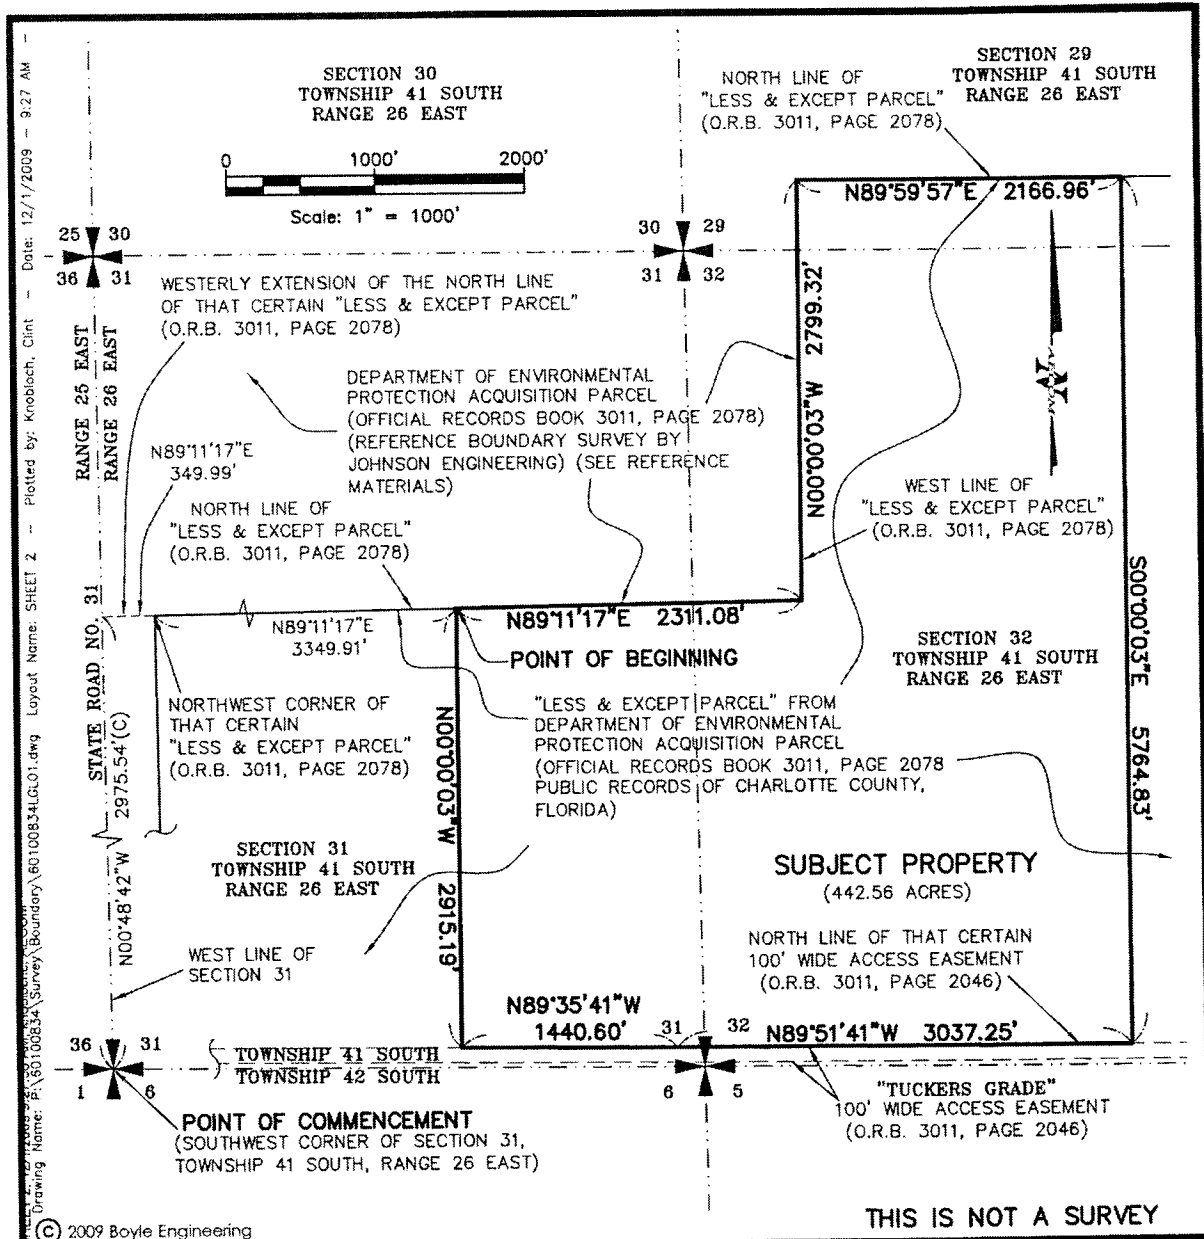 SECTION 30
TOWNSHIP 41 SOUTH
RANGE 26 EAST
SECTION 29
TOWNSHIP 41 SOUTH
RANGE 26 EAST
NORTH LINE OF
"LESS & EXCEPT PARCEL"
(O.R.B. 3011, PAGE 2078)
0 1000' 2000'
Scale: 1" = 1000'
N89°59'57"E 2166.96'
25 30
36 31
30 29
31 32
WESTERLY EXTENSION OF THE NORTH LINE
OF THAT CERTAIN "LESS & EXCEPT PARCEL"
(O.R.B. 3011, PAGE 2078)
RANGE 25 EAST
RANGE 26 EAST
DEPARTMENT OF ENVIRONMENTAL
PROTECTION ACQUISITION PARCEL
(OFFICIAL RECORDS BOOK 3011, PAGE 2078)
(REFERENCE BOUNDARY SURVEY BY
JOHNSON ENGINEERING) (SEE REFERENCE
MATERIALS)
N00°00'03"W 2799.32'
N
N89°11'17"E
349.99'
NORTH LINE OF
"LESS & EXCEPT PARCEL"
(O.R.B. 3011, PAGE 2078)
WEST LINE OF
"LESS & EXCEPT PARCEL"
(O.R.B. 3011, PAGE 2078)
STATE ROAD NO. 31
N89°11'17"E
3349.91'
N89°11'17"E 2311.08'
POINT OF BEGINNING
S00°00'03"E 5764.83'
SECTION 32
TOWNSHIP 41 SOUTH
RANGE 26 EAST
NORTHWEST CORNER OF
THAT CERTAIN
"LESS & EXCEPT PARCEL"
(O.R.B. 3011, PAGE 2078)
"LESS & EXCEPT PARCEL" FROM
DEPARTMENT OF ENVIRONMENTAL
PROTECTION ACQUISITION PARCEL
(OFFICIAL RECORDS BOOK 3011, PAGE 2078
PUBLIC RECORDS OF CHARLOTTE COUNTY,
FLORIDA)
N00°48'42"W 2975.54'(C)
N00°00'03"W 2915.19'
SECTION 31
TOWNSHIP 41 SOUTH
RANGE 26 EAST
SUBJECT PROPERTY
(442.56 ACRES)
WEST LINE OF
SECTION 31
NORTH LINE OF THAT CERTAIN
100' WIDE ACCESS EASEMENT
(O.R.B. 3011, PAGE 2046)
N89°35'41"W
1440.60'
31 32
N89°51'41"W 3037.25'
36 31
1 6
TOWNSHIP 41 SOUTH
TOWNSHIP 42 SOUTH
6 5
"TUCKERS GRADE"
100' WIDE ACCESS EASEMENT
(O.R.B. 3011, PAGE 2046)
POINT OF COMMENCEMENT
(SOUTHWEST CORNER OF SECTION 31,
TOWNSHIP 41 SOUTH, RANGE 26 EAST)
THIS IS NOT A SURVEY
© 2009 Boyle Engineering
Drawing Name: P:\60100834\Survey\Boundary\60100834LGL01.dwg Layout Name: SHEET 2 -- Plotted by: Knobloch, Clint - Date: 12/1/2009 - 9:27 AM -